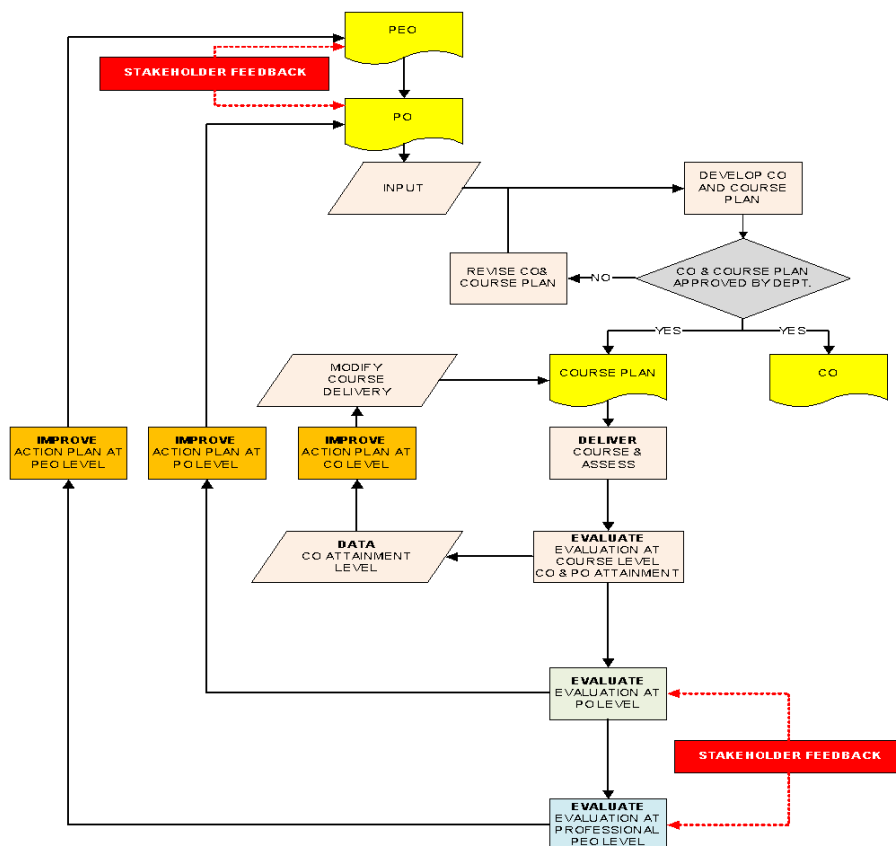 PEO
STAKEHOLDER FEEDBACK
PO
INPUT
DEVELOP CO
AND COURSE
PLAN
REVISE CO&
COURSE PLAN
NO
CO & COURSE PLAN
APPROVED BY DEPT.
YES
YES
MODIFY
COURSE
DELIVERY
COURSE PLAN
CO
IMPROVE
ACTION PLAN AT
PEO LEVEL
IMPROVE
ACTION PLAN AT
PO LEVEL
IMPROVE
ACTION PLAN AT
CO LEVEL
DELIVER
COURSE &
ASSESS
DATA
CO ATTAINMENT
LEVEL
EVALUATE
EVALUATION AT
COURSE LEVEL
CO & PO ATTAINMENT
EVALUATE
EVALUATION AT
PO LEVEL
STAKEHOLDER FEEDBACK
EVALUATE
EVALUATION AT
PROFESSIONAL
PEO LEVEL